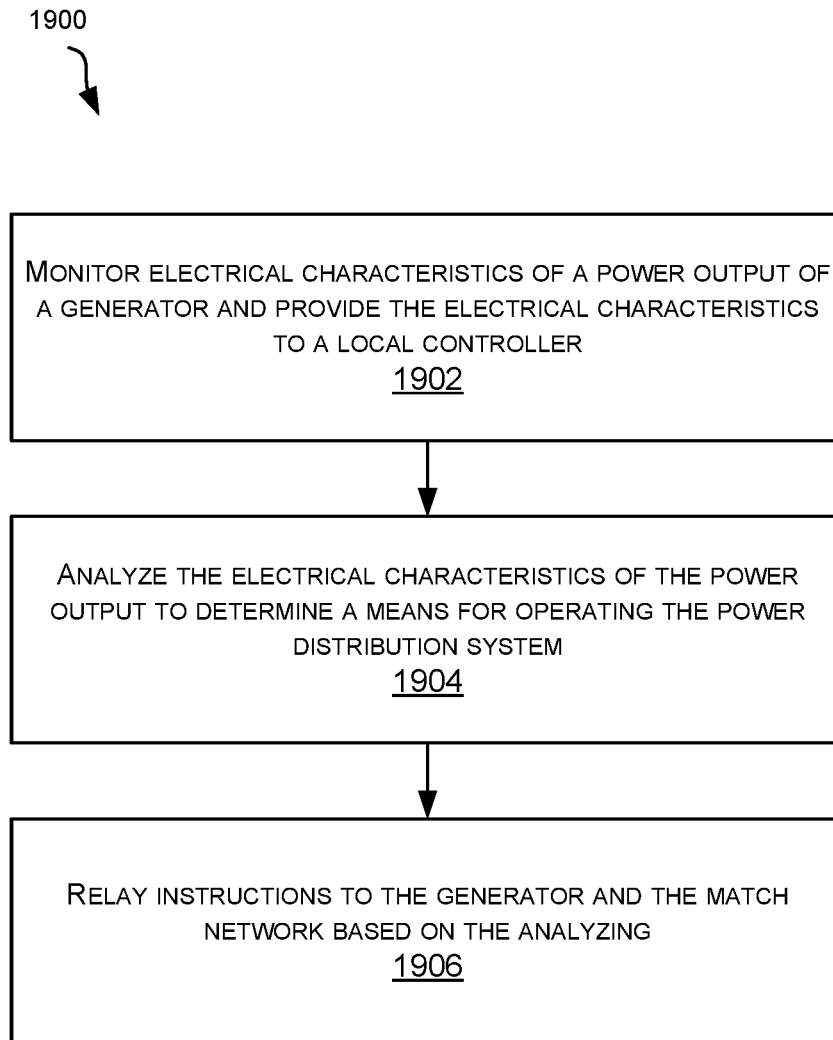 1900
MONITOR ELECTRICAL CHARACTERISTICS OF A POWER OUTPUT OF
A GENERATOR AND PROVIDE THE ELECTRICAL CHARACTERISTICS
TO A LOCAL CONTROLLER
1902
ANALYZE THE ELECTRICAL CHARACTERISTICS OF THE POWER
OUTPUT TO DETERMINE A MEANS FOR OPERATING THE POWER
DISTRIBUTION SYSTEM
1904
RELAY INSTRUCTIONS TO THE GENERATOR AND THE MATCH
NETWORK BASED ON THE ANALYZING
1906